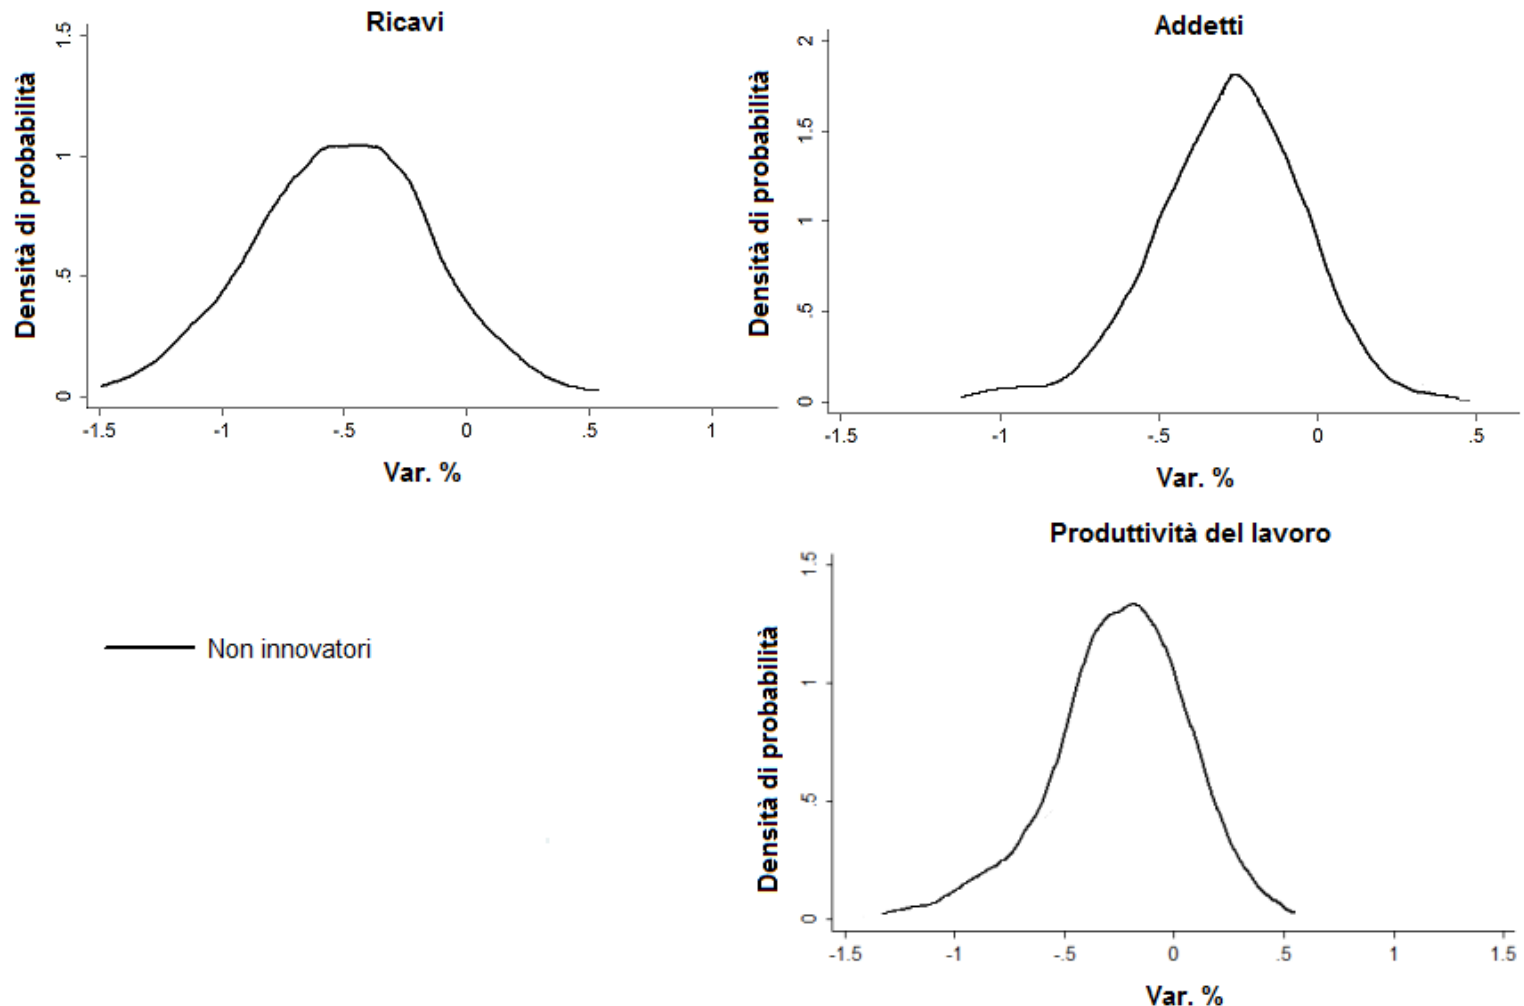 Ricavi
Densità di probabilità
1.5
1
.5
0
-1.5 -1 -.5 0 .5 1
Var. %
Addetti
Densità di probabilità
2
1.5
1
.5
0
-1.5 -1 -.5 0 .5
Var. %
Non innovatori
Produttività del lavoro
Densità di probabilità
1.5
1
.5
0
-1.5 -1 -.5 0 .5 1 1.5
Var. %